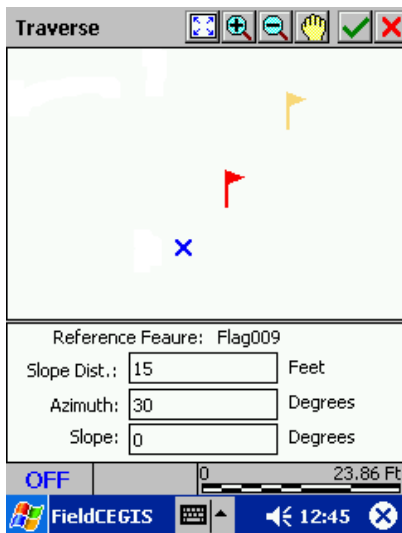 Traverse
Reference Feaure: Flag009
Slope Dist.: 15 Feet
Azimuth: 30 Degrees
Slope: 0 Degrees
OFF 0 23.86 Ft
FieldCEGIS 12:45